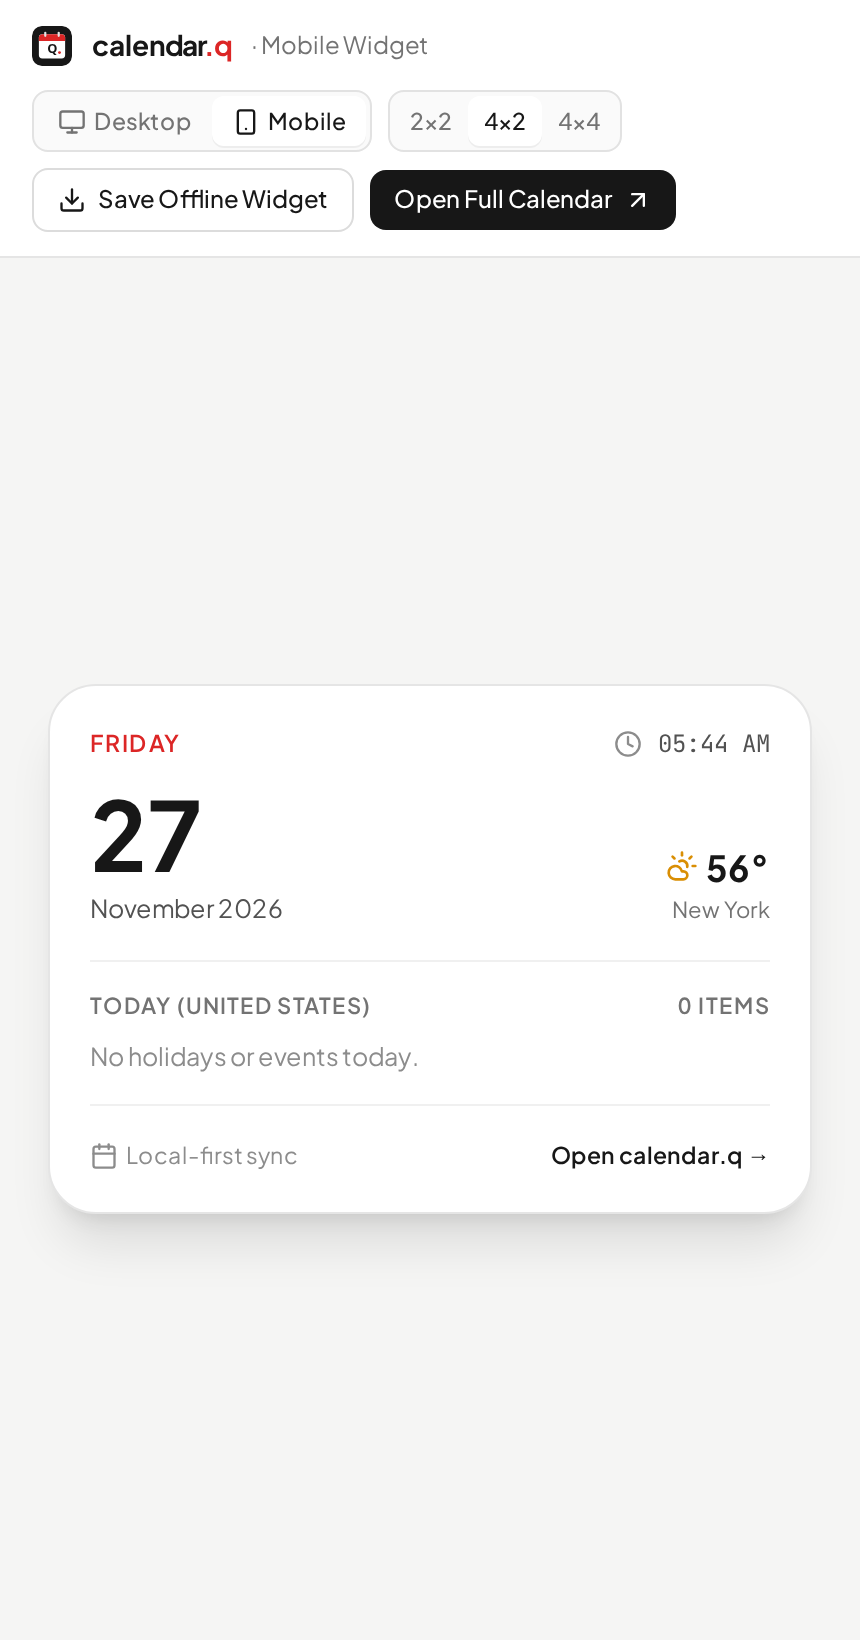 Q.
calendar.q · Mobile Widget
Desktop Mobile 2×2 4×2 4×4
Save Offline Widget Open Full Calendar
FRIDAY 05:44 AM
27
56°
November 2026 New York
TODAY (UNITED STATES) 0 ITEMS
No holidays or events today.
Local-first sync Open calendar.q →